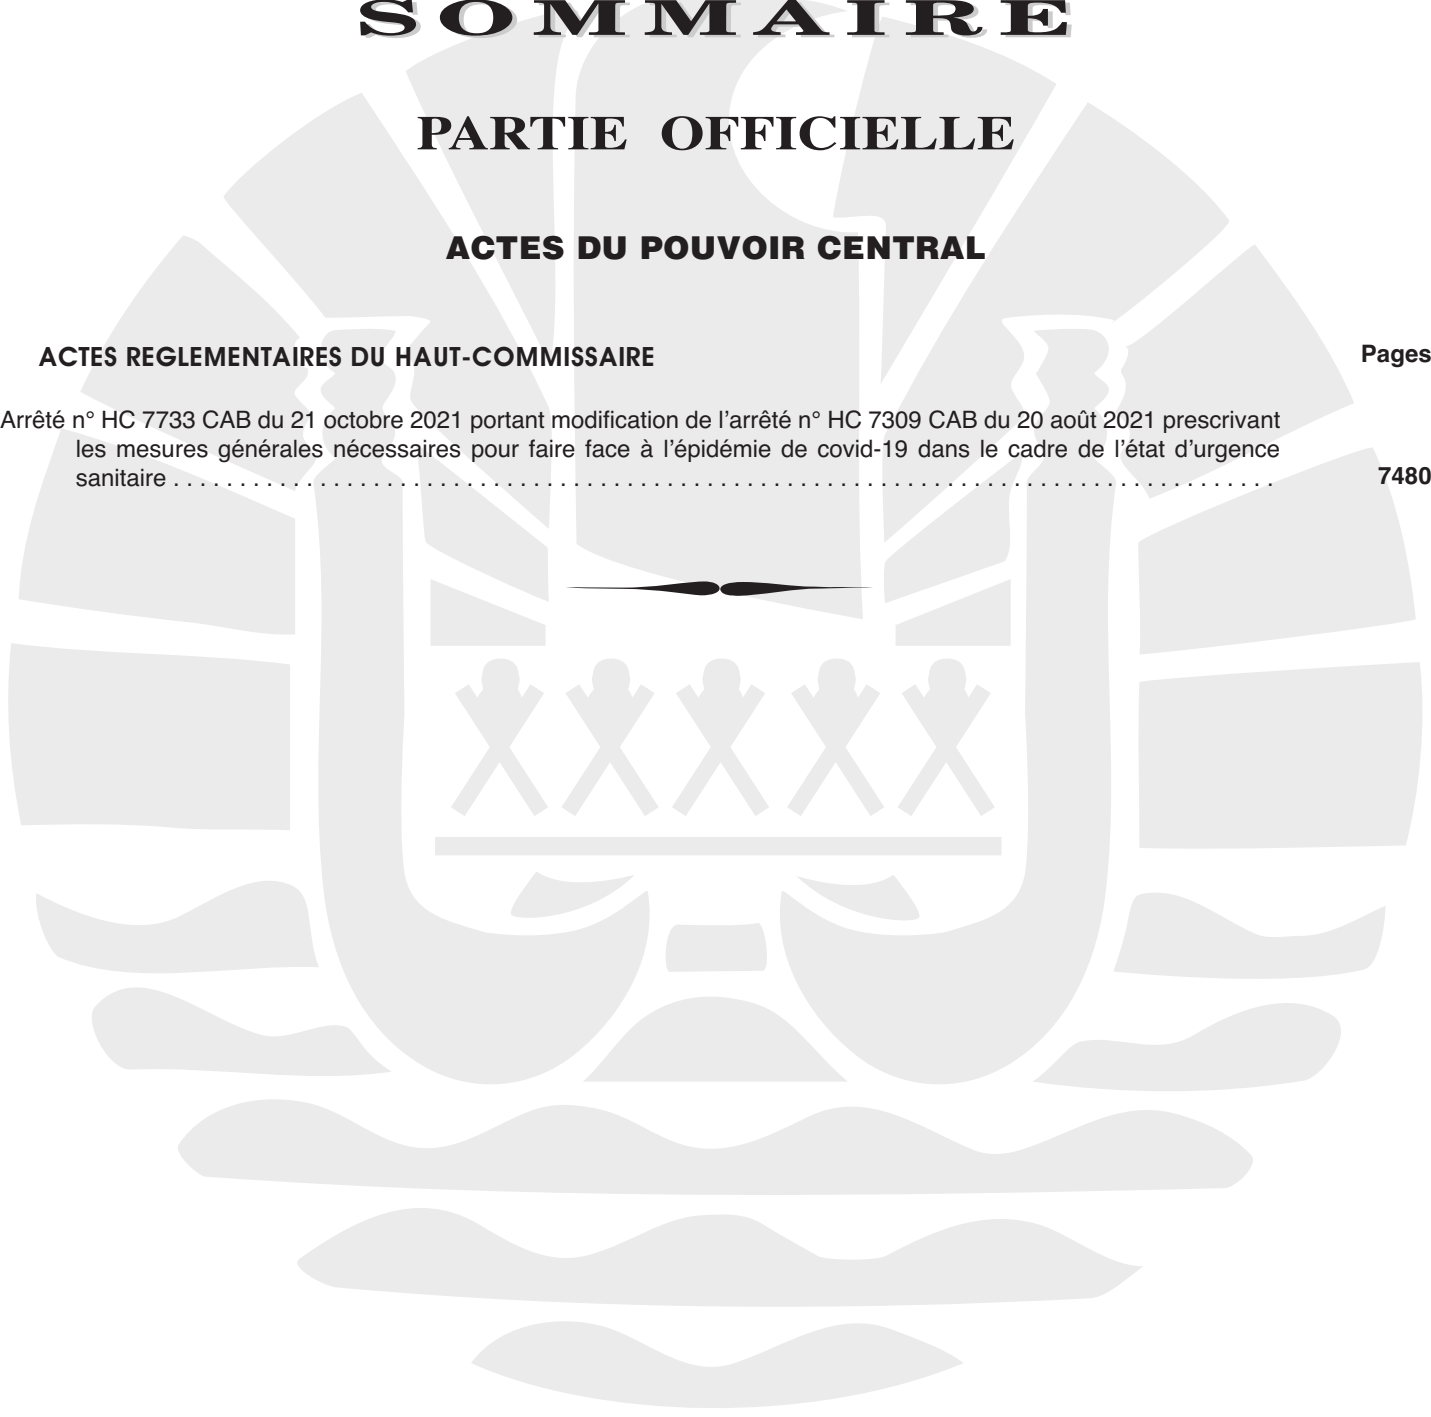 SOMMAIRE
PARTIE OFFICIELLE
ACTES DU POUVOIR CENTRAL
ACTES REGLEMENTAIRES DU HAUT-COMMISSAIRE Pages
Arrêté n° HC 7733 CAB du 21 octobre 2021 portant modification de l’arrêté n° HC 7309 CAB du 20 août 2021 prescrivant
les mesures générales nécessaires pour faire face à l’épidémie de covid-19 dans le cadre de l’état d’urgence
sanitaire . . . . . . . . . . . . . . . . . . . . . . . . . . . . . . . . . . . . . . . . . . . . . . . . . . . . . . . . . . . . . . . . . . . . . . . . . . . . . . . . . . . 7480